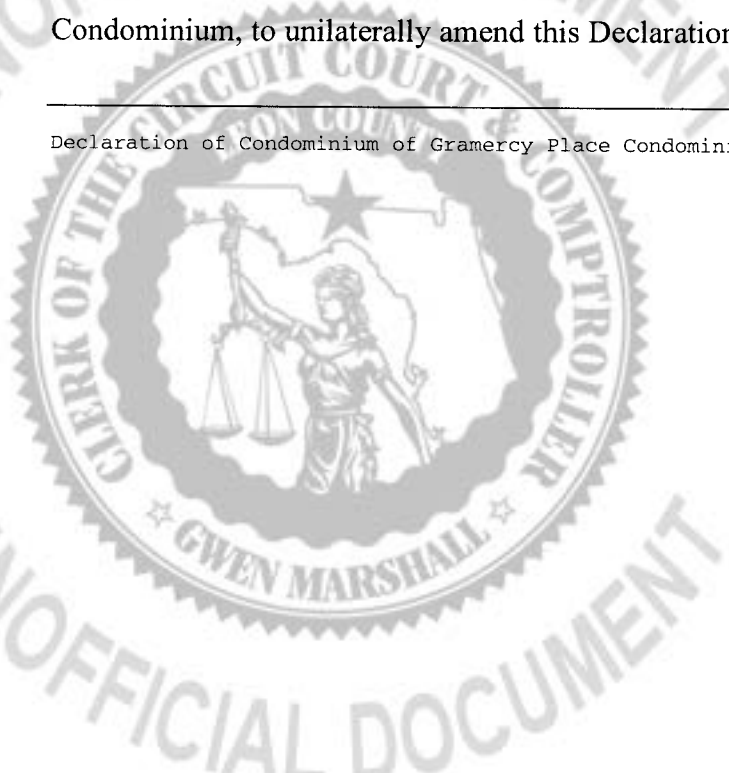 Condominium, to unilaterally amend this Declaration
CLERK OF THE CIRCUIT COURT & COMPTROLLER
LEON COUNTY
Declaration of Condominium of Gramercy Place Condomini
GWEN MARSHALL
UNOFFICIAL DOCUMENT